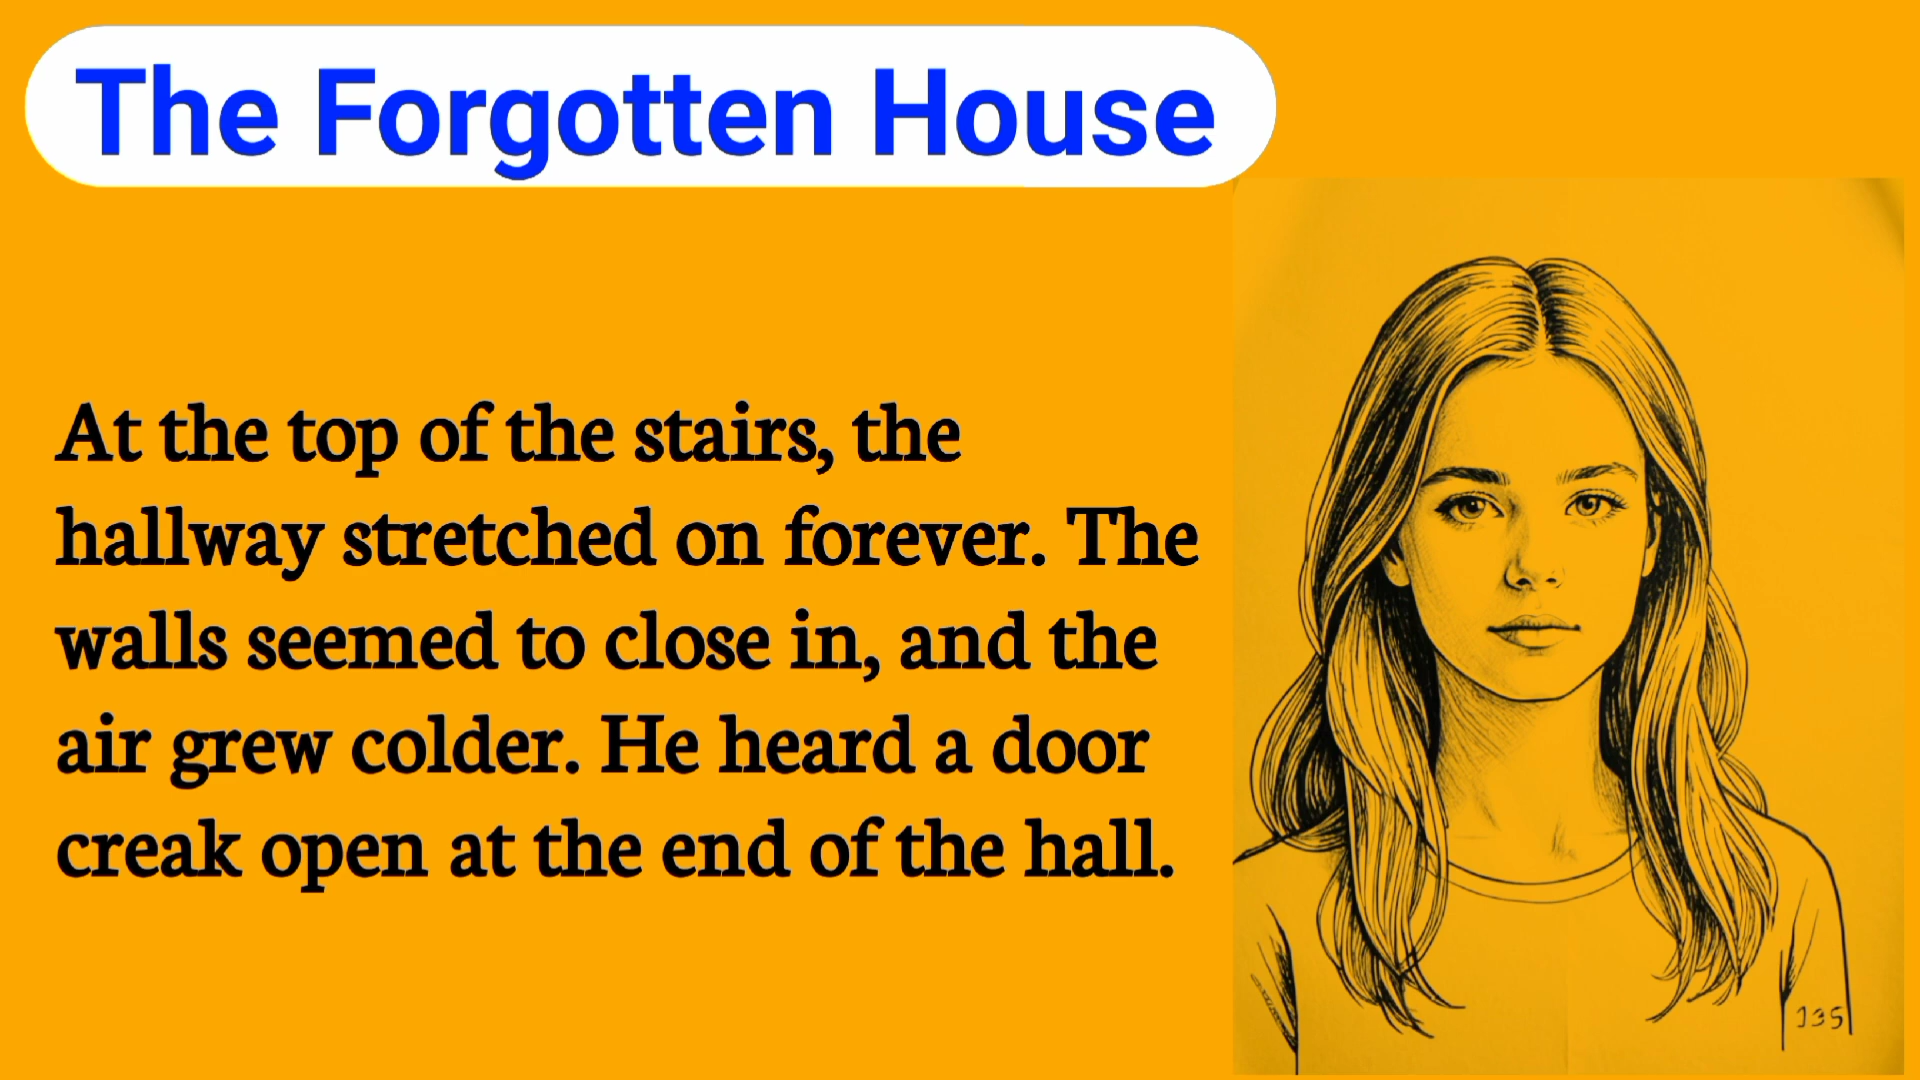 The Forgotten House
At the top of the stairs, the
hallway stretched on forever. The
walls seemed to close in, and the
air grew colder. He heard a door
creak open at the end of the hall.
135